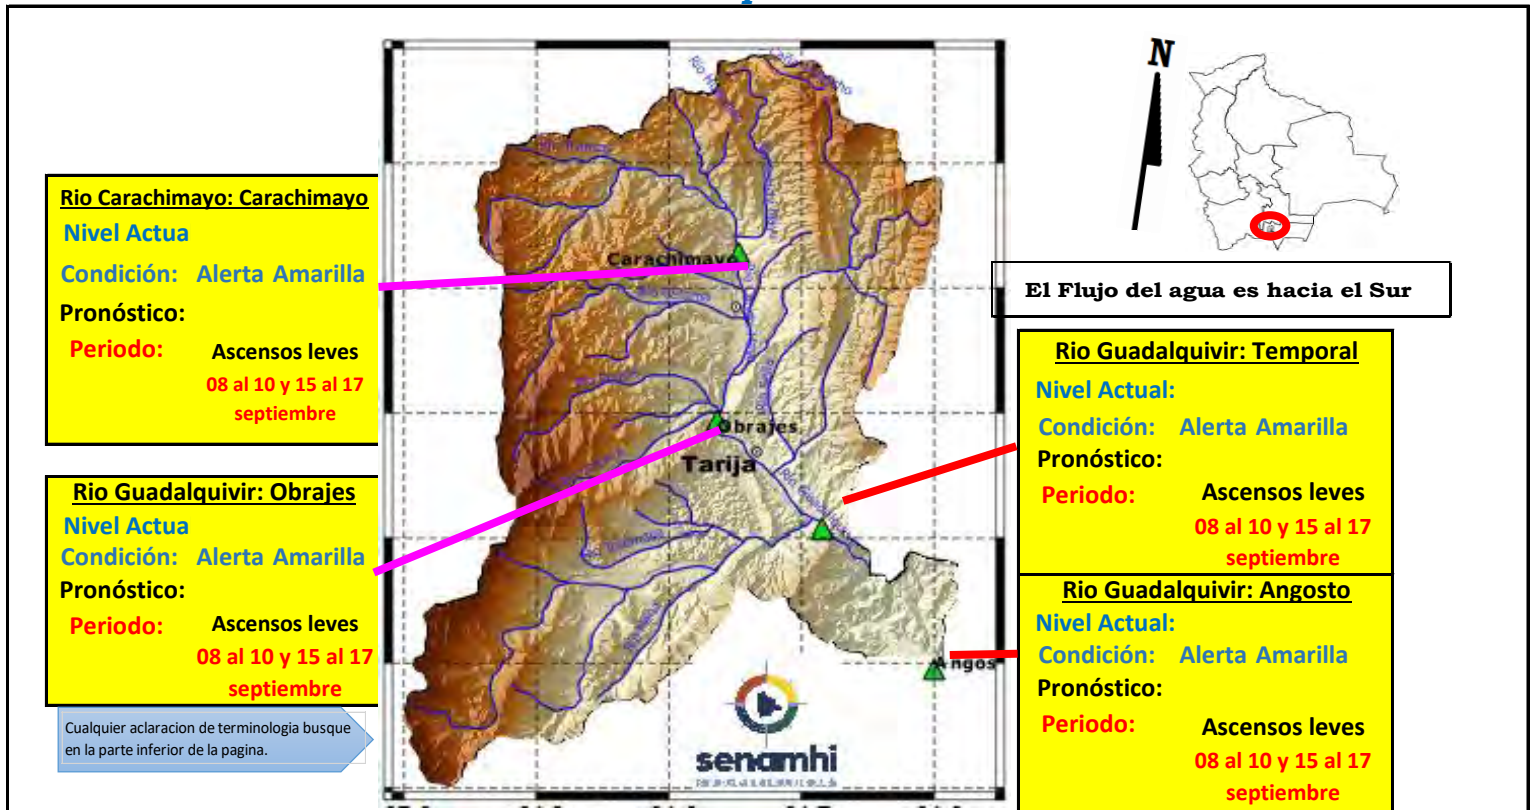 Rio Carachimayo: Carachimayo
Nivel Actua
Condición: Alerta Amarilla
Pronóstico:
Periodo: Ascensos leves
08 al 10 y 15 al 17
septiembre
Rio Guadalquivir: Obrajes
Nivel Actua
Condición: Alerta Amarilla
Pronóstico:
Periodo: Ascensos leves
08 al 10 y 15 al 17
septiembre
Cualquier aclaracion de terminologia busque
en la parte inferior de la pagina.
Carachimayo
Obrajes
Tarija
Angos
senamhi
N
El Flujo del agua es hacia el Sur
Rio Guadalquivir: Temporal
Nivel Actual:
Condición: Alerta Amarilla
Pronóstico:
Periodo: Ascensos leves
08 al 10 y 15 al 17
septiembre
Rio Guadalquivir: Angosto
Nivel Actual:
Condición: Alerta Amarilla
Pronóstico:
Periodo: Ascensos leves
08 al 10 y 15 al 17
septiembre